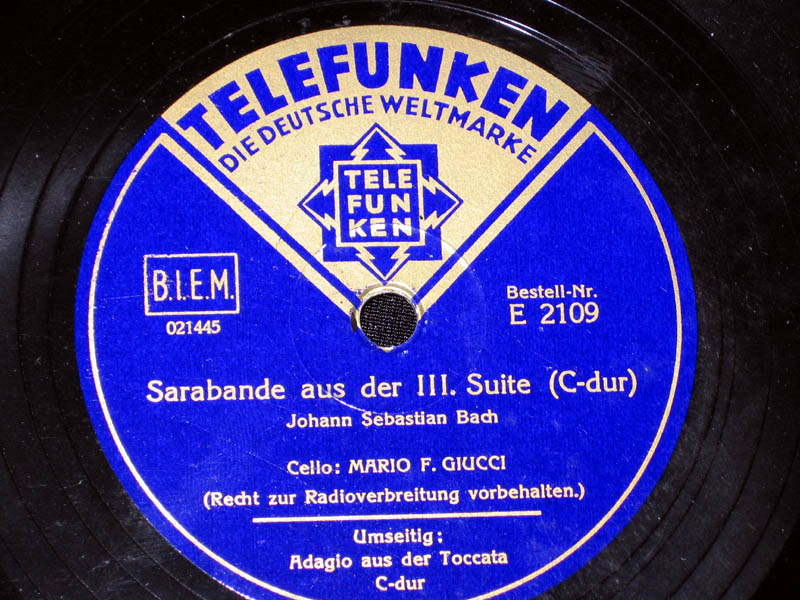 TELEFUNKEN
DIE DEUTSCHE WELTMARKE
TELE
FUN
KEN
B.I.E.M.
021445
Bestell-Nr.
E 2109
Sarabande aus der III. Suite (C-dur)
Johann Sebastian Bach
Cello: MARIO F. GIUCCI
(Recht zur Radioverbreitung vorbehalten.)
Umseitig:
Adagio aus der Toccata
C-dur